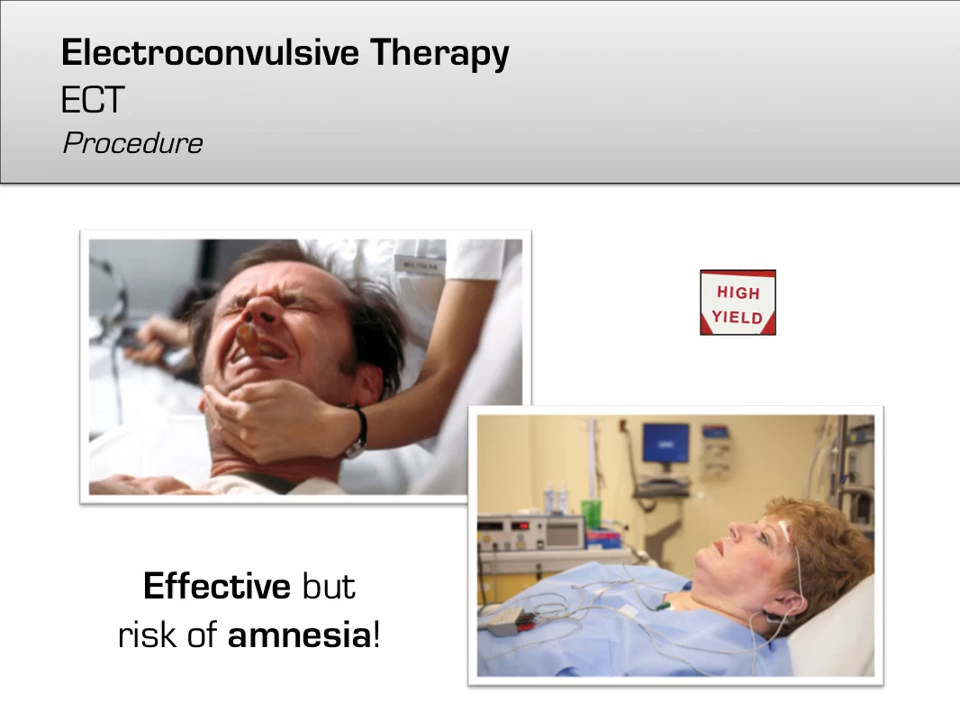 Electroconvulsive Therapy
ECT
Procedure
HIGH
YIELD
Effective but
risk of amnesia!